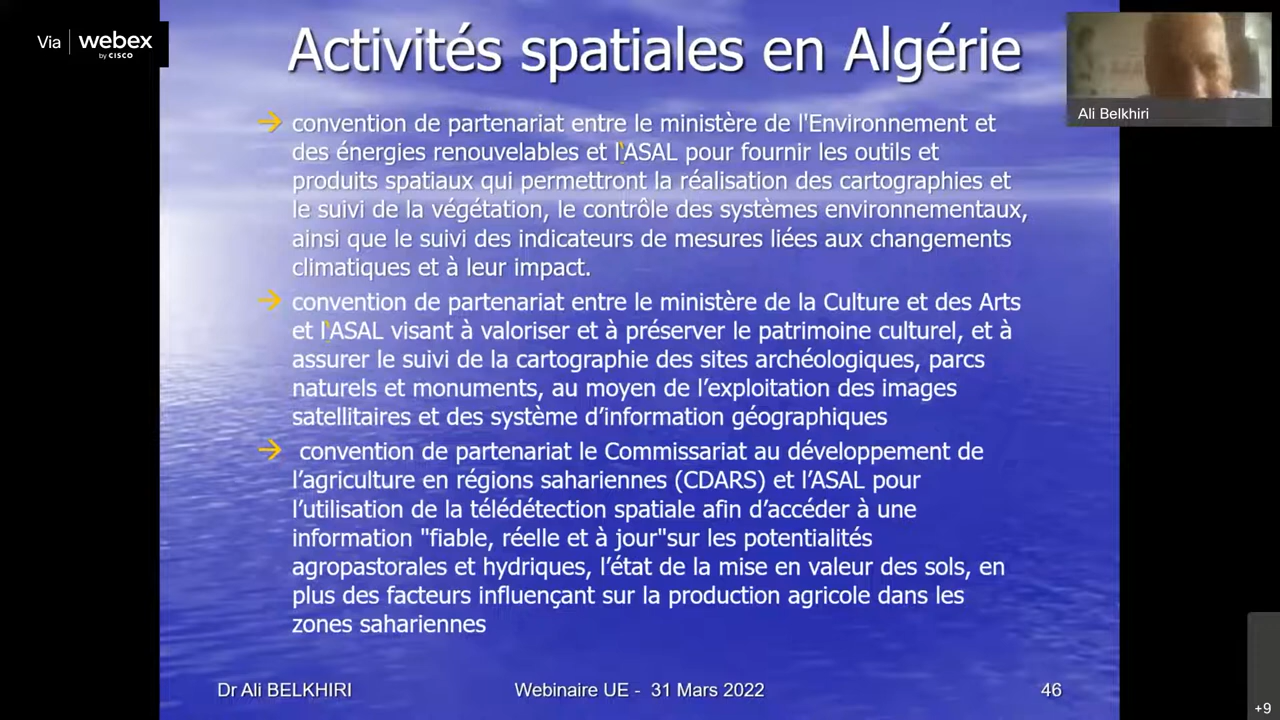 Via webex
by CISCO
Activités spatiales en Algérie
Ali Belkhiri
→ convention de partenariat entre le ministère de l'Environnement et
des énergies renouvelables et l'ASAL pour fournir les outils et
produits spatiaux qui permettront la réalisation des cartographies et
le suivi de la végétation, le contrôle des systèmes environnementaux,
ainsi que le suivi des indicateurs de mesures liées aux changements
climatiques et à leur impact.
→ convention de partenariat entre le ministère de la Culture et des Arts
et l'ASAL visant à valoriser et à préserver le patrimoine culturel, et à
assurer le suivi de la cartographie des sites archéologiques, parcs
naturels et monuments, au moyen de l’exploitation des images
satellitaires et des système d’information géographiques
→ convention de partenariat le Commissariat au développement de
l’agriculture en régions sahariennes (CDARS) et l’ASAL pour
l’utilisation de la télédétection spatiale afin d’accéder à une
information "fiable, réelle et à jour"sur les potentialités
agropastorales et hydriques, l’état de la mise en valeur des sols, en
plus des facteurs influençant sur la production agricole dans les
zones sahariennes
Dr Ali BELKHIRI Webinaire UE - 31 Mars 2022 46
+9